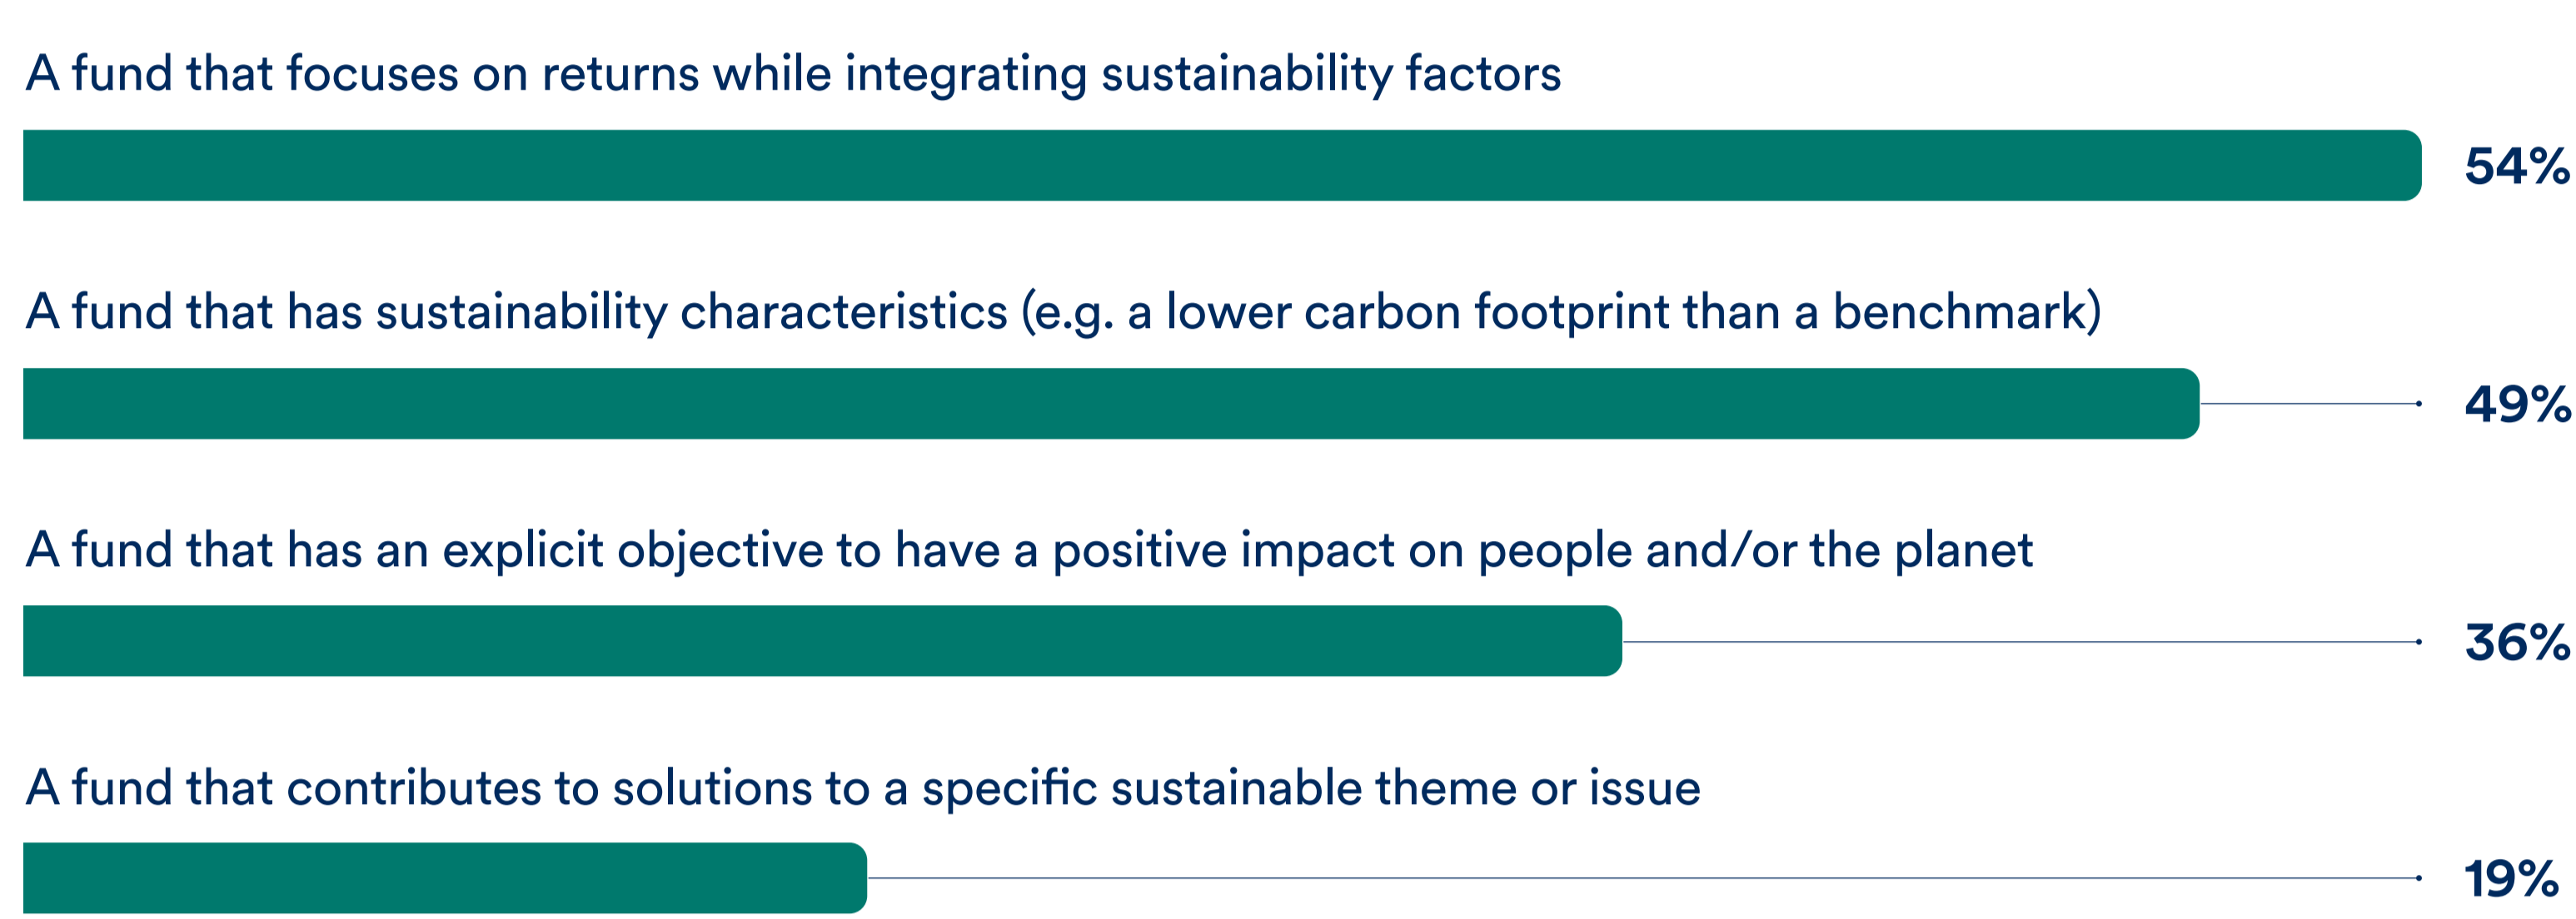 A fund that focuses on returns while integrating sustainability factors
54%
A fund that has sustainability characteristics (e.g. a lower carbon footprint than a benchmark)
49%
A fund that has an explicit objective to have a positive impact on people and/or the planet
36%
A fund that contributes to solutions to a specific sustainable theme or issue
19%